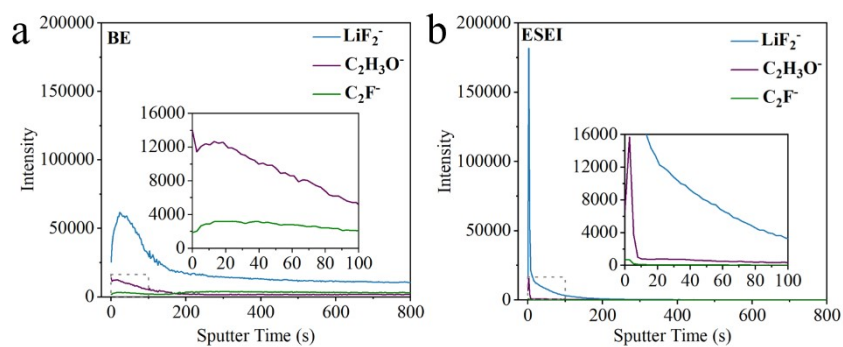 a
BE
LiF₂⁻
C₂H₃O⁻
C₂F⁻
200000
150000
100000
50000
0
Intensity
16000
12000
8000
4000
0
0 20 40 60 80 100
0 200 400 600 800
Sputter Time (s)
b
ESEI
LiF₂⁻
C₂H₃O⁻
C₂F⁻
200000
150000
100000
50000
0
Intensity
16000
12000
8000
4000
0
0 20 40 60 80 100
0 200 400 600 800
Sputter Time (s)